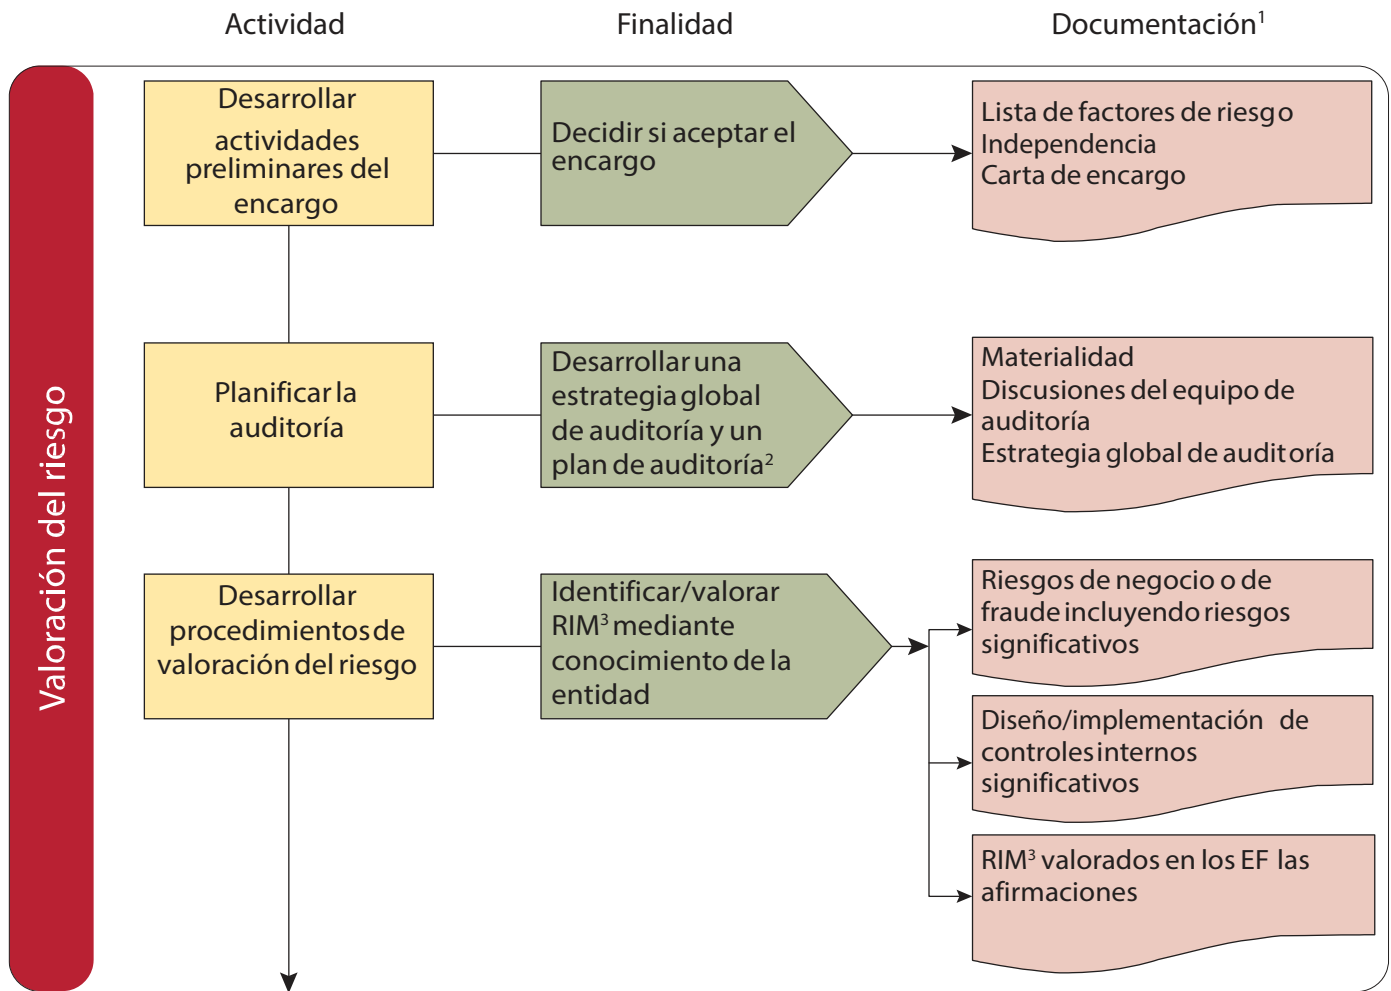 Actividad
Finalidad
Documentación¹
Valoración del riesgo
Desarrollar
actividades
preliminares del
encargo
Decidir si aceptar el
encargo
Lista de factores de riesgo
Independencia
Carta de encargo
Planificar la
auditoría
Desarrollar una
estrategia global
de auditoría y un
plan de auditoría²
Materialidad
Discusiones del equipo de
auditoría
Estrategia global de auditoría
Desarrollar
procedimientos de
valoración del riesgo
Identificar/valorar
RIM³ mediante
conocimiento de la
entidad
Riesgos de negocio o de
fraude incluyendo riesgos
significativos
Diseño/implementación de
controles internos
significativos
RIM³ valorados en los EF las
afirmaciones